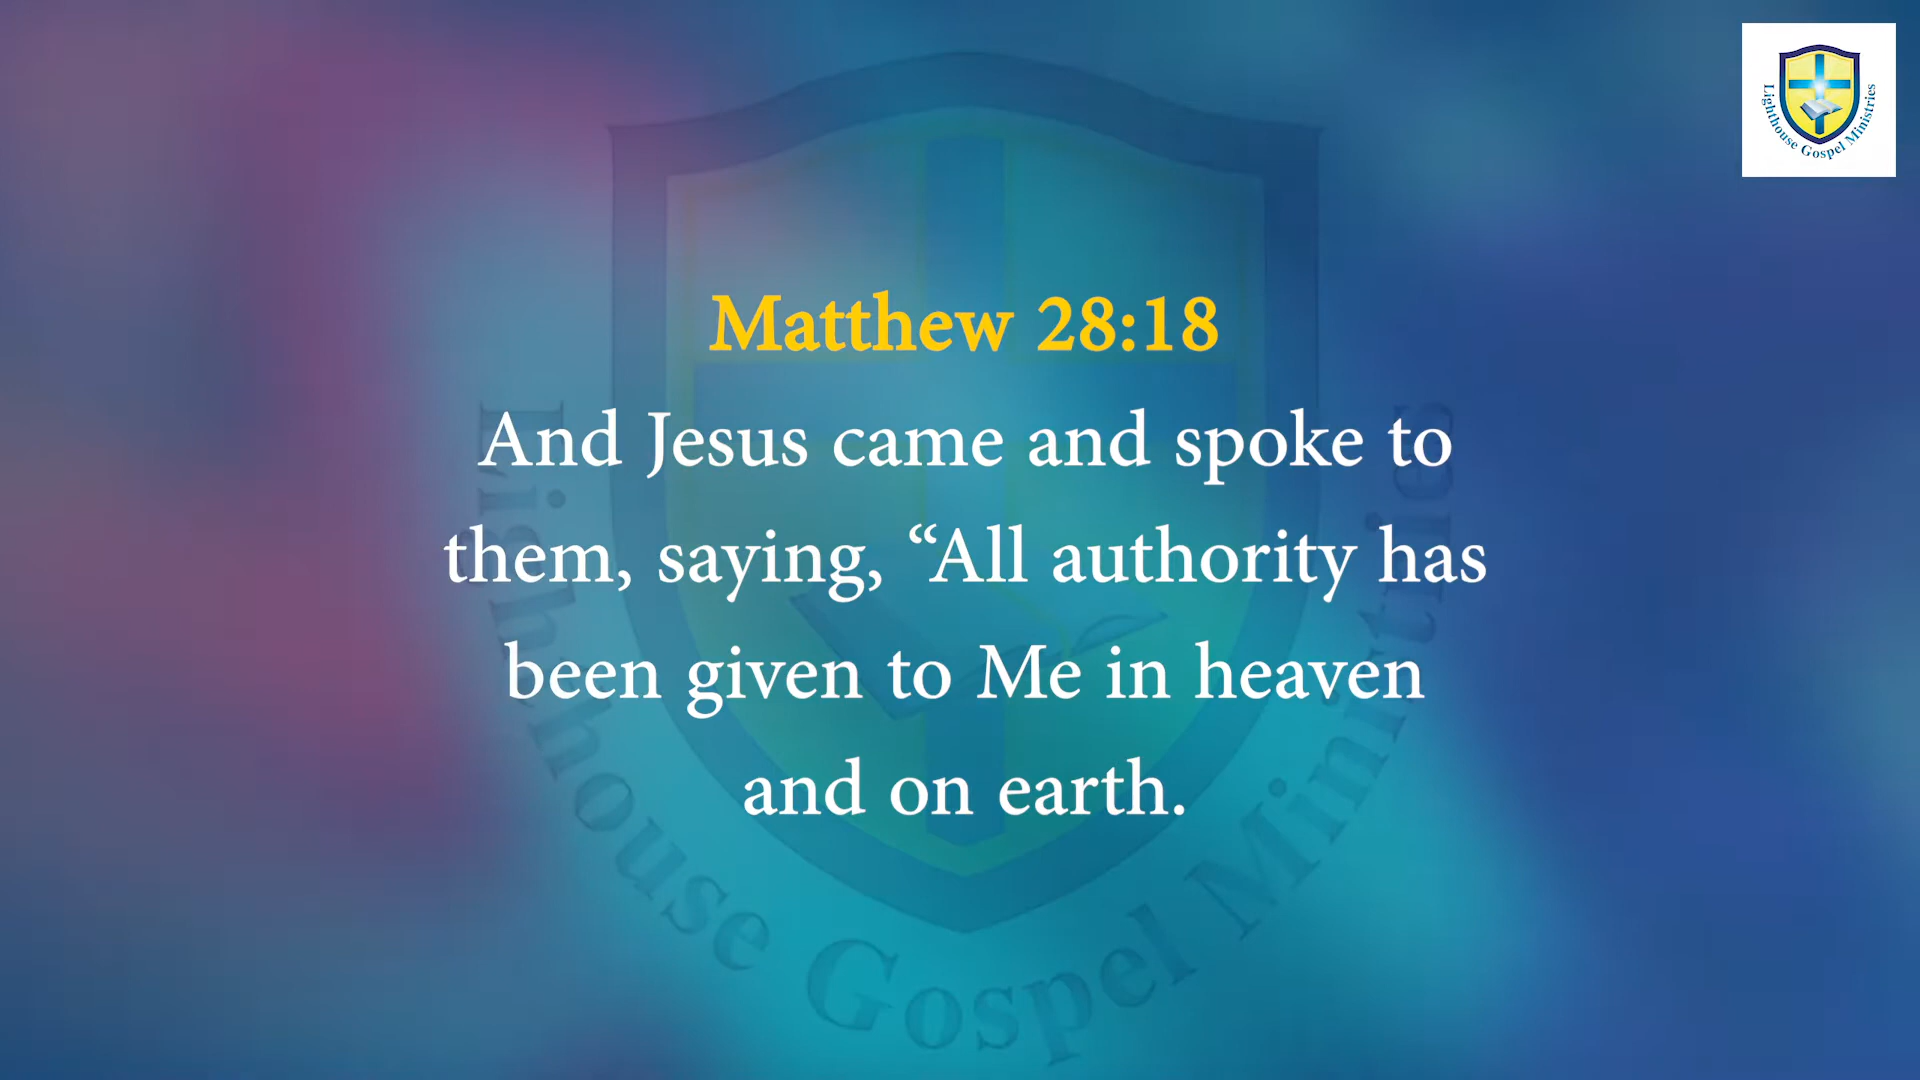 Lighthouse Gospel Ministries
Matthew 28:18
And Jesus came and spoke to
them, saying, “All authority has
been given to Me in heaven
and on earth.
Lighthouse Gospel Ministries